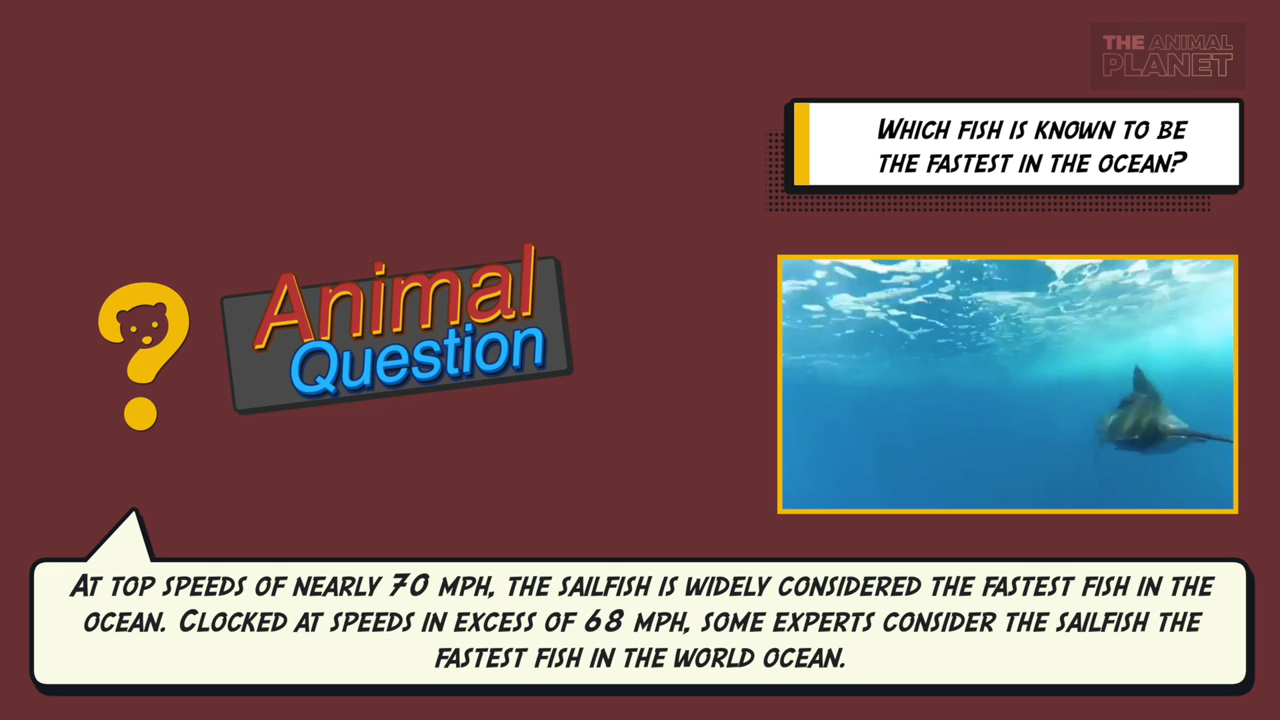 THE ANIMAL
PLANET
WHICH FISH IS KNOWN TO BE
THE FASTEST IN THE OCEAN?
Animal
Question
AT TOP SPEEDS OF NEARLY 70 MPH, THE SAILFISH IS WIDELY CONSIDERED THE FASTEST FISH IN THE
OCEAN. CLOCKED AT SPEEDS IN EXCESS OF 68 MPH, SOME EXPERTS CONSIDER THE SAILFISH THE
FASTEST FISH IN THE WORLD OCEAN.